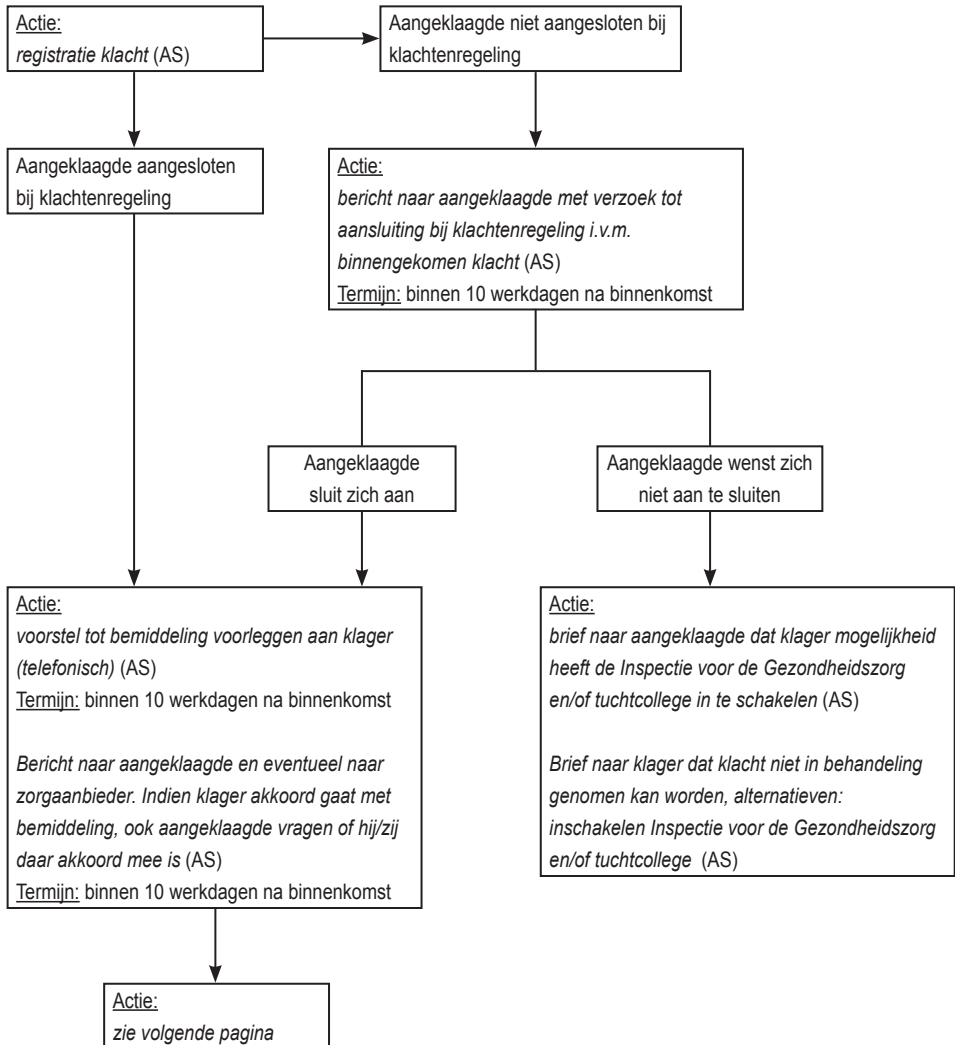 Actie:
registratie klacht (AS)
Aangeklaagde niet aangesloten bij
klachtenregeling
Aangeklaagde aangesloten
bij klachtenregeling
Actie:
bericht naar aangeklaagde met verzoek tot
aansluiting bij klachtenregeling i.v.m.
binnengekomen klacht (AS)
Termijn: binnen 10 werkdagen na binnenkomst
Aangeklaagde
sluit zich aan
Aangeklaagde wenst zich
niet aan te sluiten
Actie:
voorstel tot bemiddeling voorleggen aan klager
(telefonisch) (AS)
Termijn: binnen 10 werkdagen na binnenkomst
Bericht naar aangeklaagde en eventueel naar
zorgaanbieder. Indien klager akkoord gaat met
bemiddeling, ook aangeklaagde vragen of hij/zij
daar akkoord mee is (AS)
Termijn: binnen 10 werkdagen na binnenkomst
Actie:
brief naar aangeklaagde dat klager mogelijkheid
heeft de Inspectie voor de Gezondheidszorg
en/of tuchtcollege in te schakelen (AS)
Brief naar klager dat klacht niet in behandeling
genomen kan worden, alternatieven:
inschakelen Inspectie voor de Gezondheidszorg
en/of tuchtcollege (AS)
Actie:
zie volgende pagina